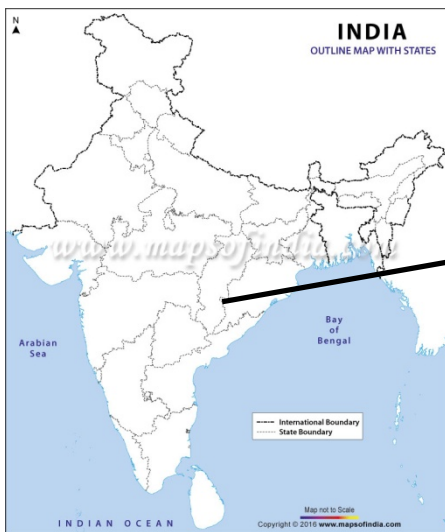 N
INDIA
OUTLINE MAP WITH STATES
www.mapsofindia.com
Arabian
Sea
Bay
of
Bengal
International Boundary
State Boundary
Map not to Scale
INDIAN OCEAN
Copyright © 2016 www.mapsofindia.com